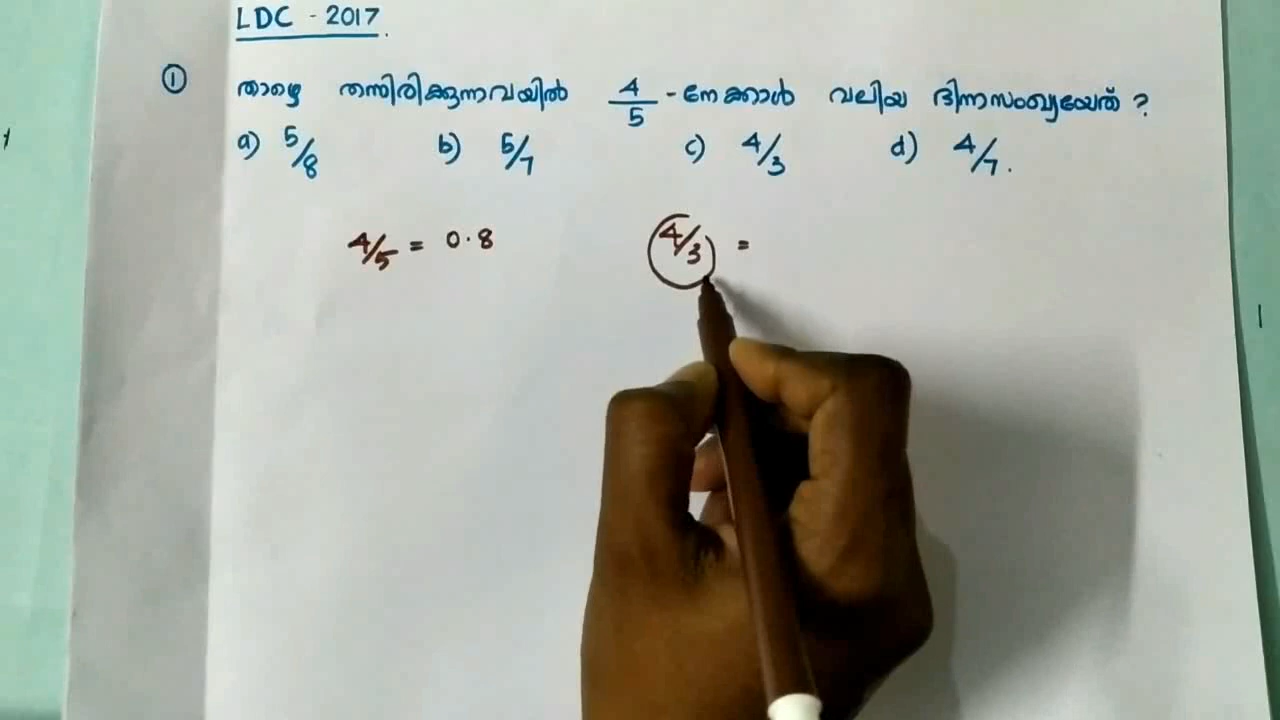 LDC - 2017.
① താഴെ തന്നിരിക്കുന്നവയിൽ 4/5 - നേക്കാൾ വലിയ ഭിന്നസംഖ്യയേത് ?
a) 5/8 b) 5/7 c) 4/3 d) 4/7.
4/5 = 0.8 4/3 =